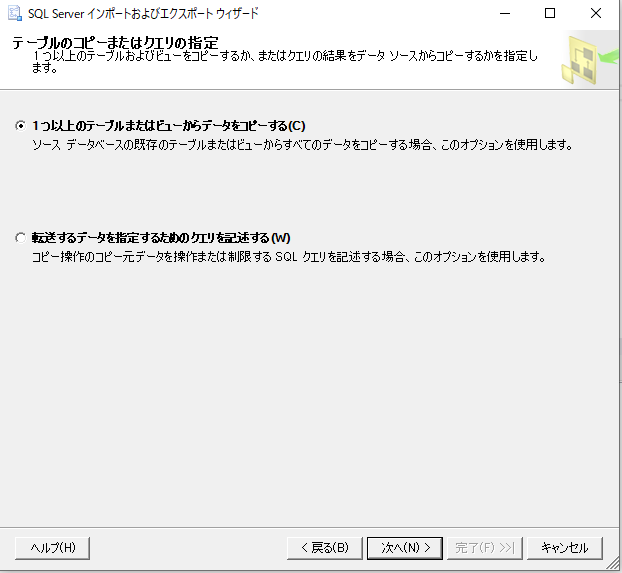 SQL Server インポートおよびエクスポート ウィザード
テーブルのコピーまたはクエリの指定
1 つ以上のテーブルおよびビューをコピーするか、またはクエリの結果をデータ ソースからコピーするかを指定し
ます。
1 つ以上のテーブルまたはビューからデータをコピーする(C)
ソース データベースの既存のテーブルまたはビューからすべてのデータをコピーする場合、このオプションを使用します。
転送するデータを指定するためのクエリを記述する(W)
コピー操作のコピー元データを操作または制限する SQL クエリを記述する場合、このオプションを使用します。
ヘルプ(H)
< 戻る(B)
次へ(N) >
完了(F) >>|
キャンセル